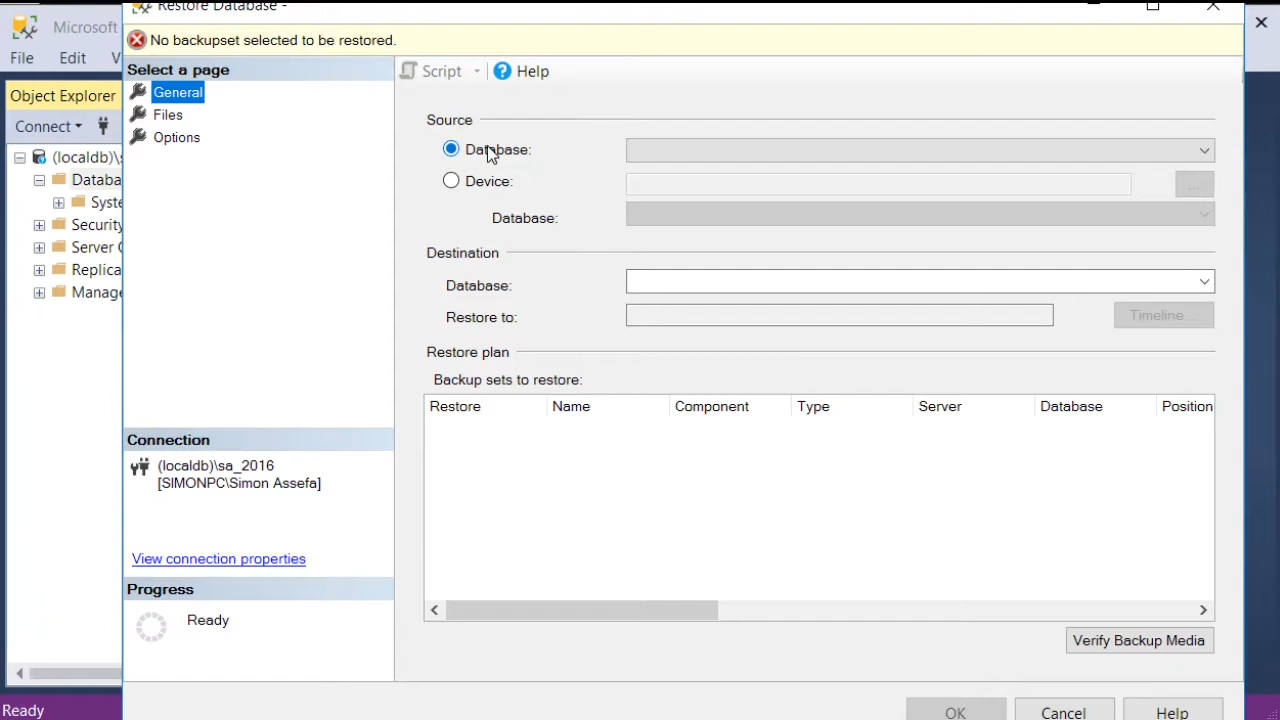 Restore Database -
Microsoft
No backupset selected to be restored.
File Edit V
Select a page
General
Files
Options
Script Help
Object Explorer
Connect
(localdb)\s
Databa
Syste
Security
Server C
Replica
Manage
Source
Database:
Device:
...
Database:
Destination
Database:
Restore to:
Timeline...
Restore plan
Backup sets to restore:
Restore Name Component Type Server Database Position
Connection
(localdb)\sa_2016
[SIMONPC\Simon Assefa]
View connection properties
Progress
Ready
Verify Backup Media
OK Cancel Help
Ready